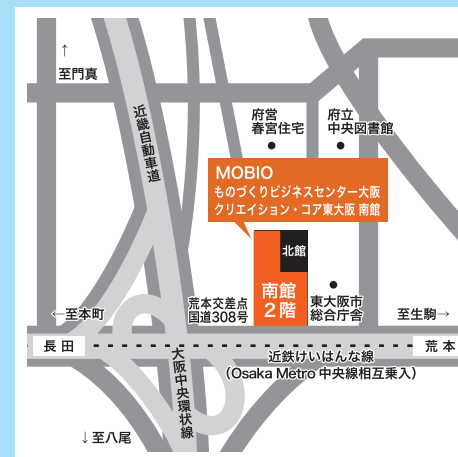 ↑
至門真
近畿自動車道
府営
春宮住宅
府立
中央図書館
MOBIO
ものづくりビジネスセンター大阪
クリエイション・コア東大阪 南館
北館
南館
2階
荒本交差点
国道308号
東大阪市
総合庁舎
←至本町
至生駒→
長田
荒本
近鉄けいはんな線
(Osaka Metro 中央線相互乗入)
大阪中央環状線
↓至八尾